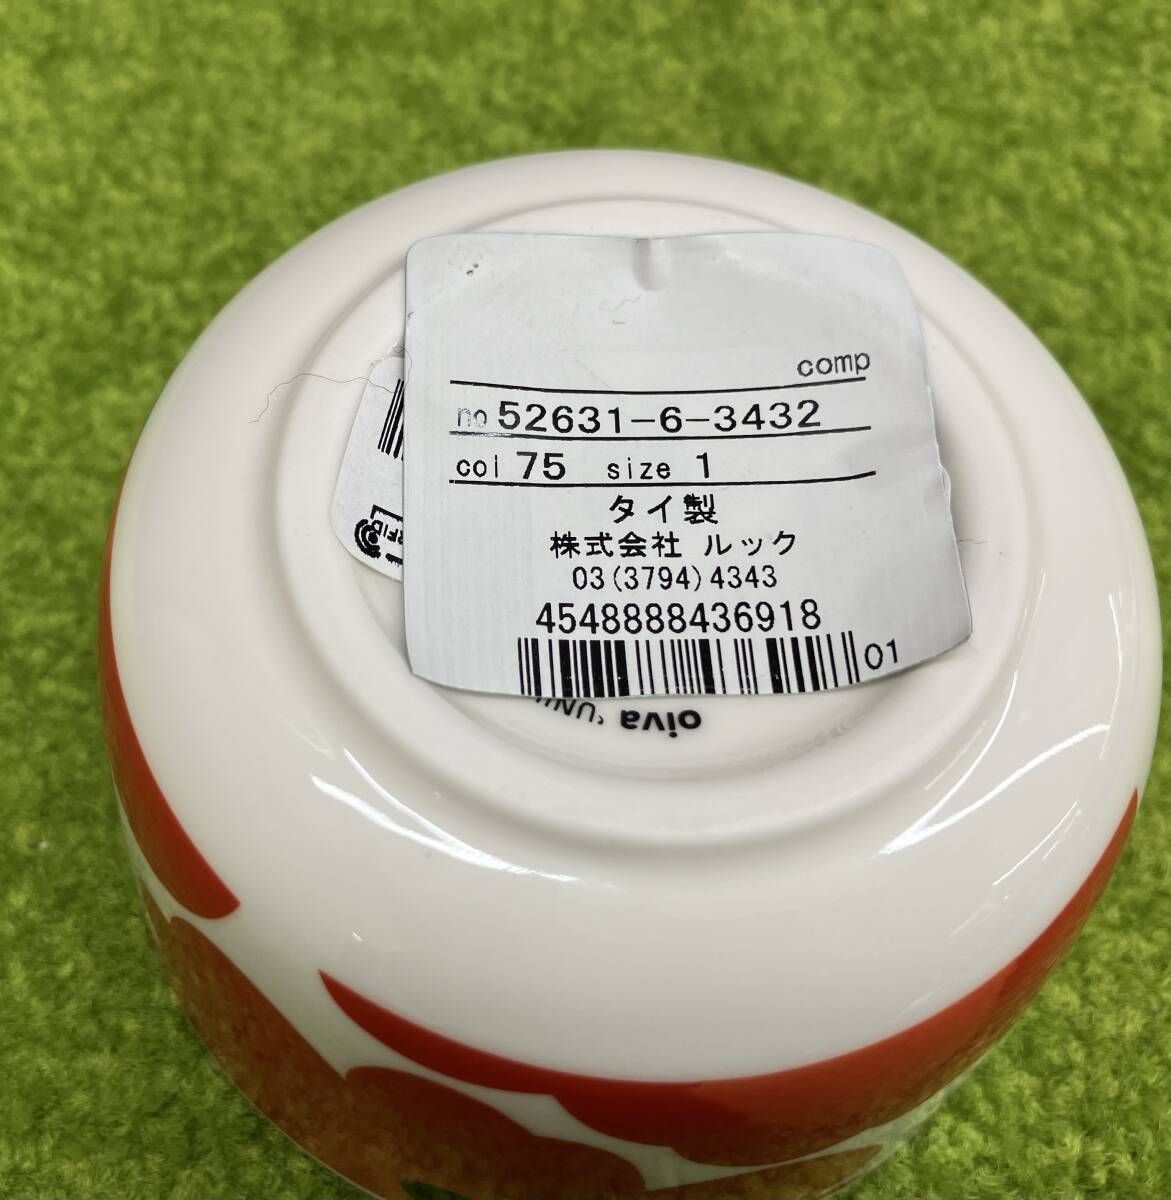 comp
no 52631-6-3432
col 75 size 1
タイ製
株式会社 ルック
03(3794)4343
4548888436918
01
RFID
oiva